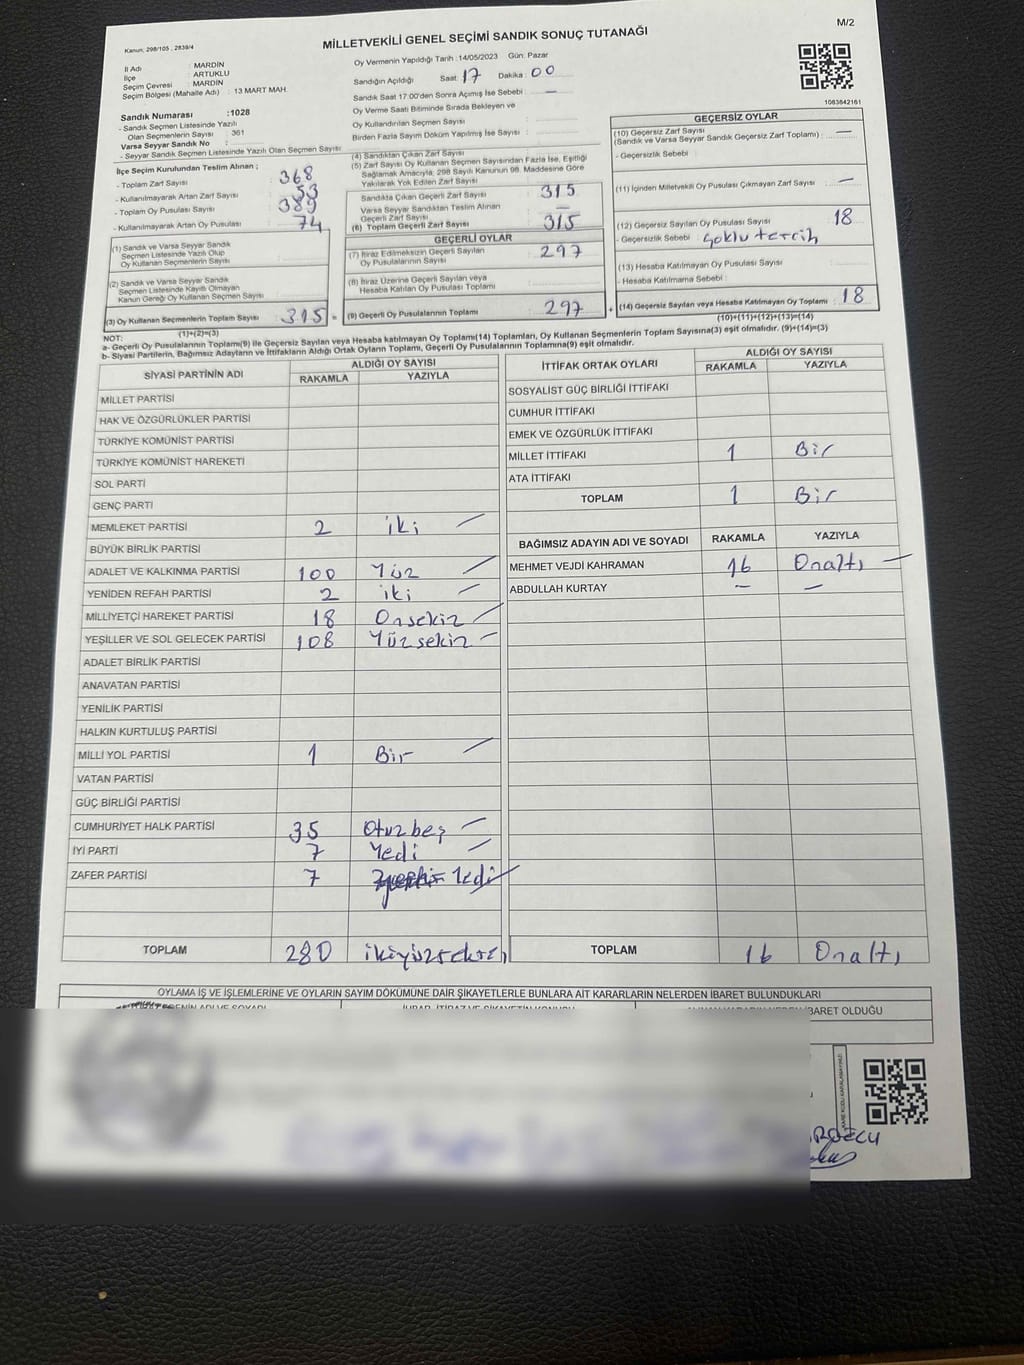 M/2
Kanun: 298/105 , 2839/4
MİLLETVEKİLİ GENEL SEÇİMİ SANDIK SONUÇ TUTANAĞI
İl Adı : MARDİN
İlçe : ARTUKLU
Seçim Çevresi : MARDİN
Seçim Bölgesi (Mahalle Adı) : 13 MART MAH.
Sandık Numarası :1028
- Sandık Seçmen Listesinde Yazılı
Olan Seçmenlerin Sayısı : 361
Varsa Seyyar Sandık No :
- Seyyar Sandık Seçmen Listesinde Yazılı Olan Seçmen Sayısı :
Oy Vermenin Yapıldığı Tarih : 14/05/2023 Gün: Pazar
Sandığın Açıldığı Saat: 17 Dakika : 00
Sandık Saat 17.00'den Sonra Açılmış İse Sebebi : —
Oy Verme Saati Bitiminde Sırada Bekleyen ve
Oy Kullandırılan Seçmen Sayısı :
Birden Fazla Sayım Döküm Yapılmış İse Sayısı :
1083642161
İlçe Seçim Kurulundan Teslim Alınan ;
- Toplam Zarf Sayısı : 368
- Kullanılmayarak Artan Zarf Sayısı : 53
- Toplam Oy Pusulası Sayısı : 389
- Kullanılmayarak Artan Oy Pusulası : 74
(1) Sandık ve Varsa Seyyar Sandık
Seçmen Listesinde Yazılı Olup
Oy Kullanan Seçmenlerin Sayısı :
(2) Sandık ve Varsa Seyyar Sandık
Seçmen Listesinde Kayıtlı Olmayan
Kanun Gereği Oy Kullanan Seçmen Sayısı :
(3) Oy Kullanan Seçmenlerin Toplam Sayısı : 315 =
(1)+(2)=(3)
(4) Sandıktan Çıkan Zarf Sayısı
(5) Zarf Sayısı Oy Kullanan Seçmen Sayısından Fazla İse, Eşitliği
Sağlamak Amacıyla; 298 Sayılı Kanunun 98. Maddesine Göre
Yakılarak Yok Edilen Zarf Sayısı :
Sandıkta Çıkan Geçerli Zarf Sayısı : 315
Varsa Seyyar Sandıktan Teslim Alınan
Geçerli Zarf Sayısı : —
(6) Toplam Geçerli Zarf Sayısı : 315
GEÇERLİ OYLAR
(7) İtiraz Edilmeksizin Geçerli Sayılan
Oy Pusulalarının Sayısı : 297
(8) İtiraz Üzerine Geçerli Sayılan veya
Hesaba Katılan Oy Pusulası Toplamı :
(9) Geçerli Oy Pusulalarının Toplamı : 297 +
GEÇERSİZ OYLAR
(10) Geçersiz Zarf Sayısı : —
(Sandık ve Varsa Seyyar Sandık Geçersiz Zarf Toplamı)
- Geçersizlik Sebebi :
(11) İçinden Milletvekili Oy Pusulası Çıkmayan Zarf Sayısı : —
(12) Geçersiz Sayılan Oy Pusulası Sayısı : 18
- Geçersizlik Sebebi : Çoklu tercih
(13) Hesaba Katılmayan Oy Pusulası Sayısı :
- Hesaba Katılmama Sebebi :
(14) Geçersiz Sayılan veya Hesaba Katılmayan Oy Toplamı : 18
(10)+(11)+(12)+(13)=(14)
NOT:
a- Geçerli Oy Pusulalarının Toplamı(9) ile Geçersiz Sayılan veya Hesaba katılmayan Oy Toplamı(14) Toplamları, Oy Kullanan Seçmenlerin Toplam Sayısına(3) eşit olmalıdır. (9)+(14)=(3)
b- Siyasi Partilerin, Bağımsız Adayların ve İttifakların Aldığı Ortak Oyların Toplamı, Geçerli Oy Pusulalarının Toplamına(9) eşit olmalıdır.
SİYASİ PARTİNİN ADI ALDIĞI OY SAYISI
RAKAMLA YAZIYLA
MİLLET PARTİSİ
HAK VE ÖZGÜRLÜKLER PARTİSİ
TÜRKİYE KOMÜNİST PARTİSİ
TÜRKİYE KOMÜNİST HAREKETİ
SOL PARTİ
GENÇ PARTİ
MEMLEKET PARTİSİ 2 iki
BÜYÜK BİRLİK PARTİSİ
ADALET VE KALKINMA PARTİSİ 100 Yüz
YENİDEN REFAH PARTİSİ 2 iki
MİLLİYETÇİ HAREKET PARTİSİ 18 Onsekiz
YEŞİLLER VE SOL GELECEK PARTİSİ 108 Yüzsekiz
ADALET BİRLİK PARTİSİ
ANAVATAN PARTİSİ
YENİLİK PARTİSİ
HALKIN KURTULUŞ PARTİSİ
MİLLİ YOL PARTİSİ 1 Bir
VATAN PARTİSİ
GÜÇ BİRLİĞİ PARTİSİ
CUMHURİYET HALK PARTİSİ 35 Otuzbeş
İYİ PARTİ 7 Yedi
ZAFER PARTİSİ 7 Yedi
TOPLAM 280 ikiyüzseksen
İTTİFAK ORTAK OYLARI ALDIĞI OY SAYISI
RAKAMLA YAZIYLA
SOSYALİST GÜÇ BİRLİĞİ İTTİFAKI
CUMHUR İTTİFAKI
EMEK VE ÖZGÜRLÜK İTTİFAKI
MİLLET İTTİFAKI 1 Bir
ATA İTTİFAKI
TOPLAM 1 Bir
BAĞIMSIZ ADAYIN ADI VE SOYADI RAKAMLA YAZIYLA
MEHMET VEJDİ KAHRAMAN 16 Onaltı
ABDULLAH KURTAY — —
TOPLAM 16 Onaltı
OYLAMA İŞ VE İŞLEMLERİNE VE OYLARIN SAYIM DÖKÜMÜNE DAİR ŞİKAYETLERLE BUNLARA AİT KARARLARIN NELERDEN İBARET BULUNDUKLARI
İBARET OLDUĞU